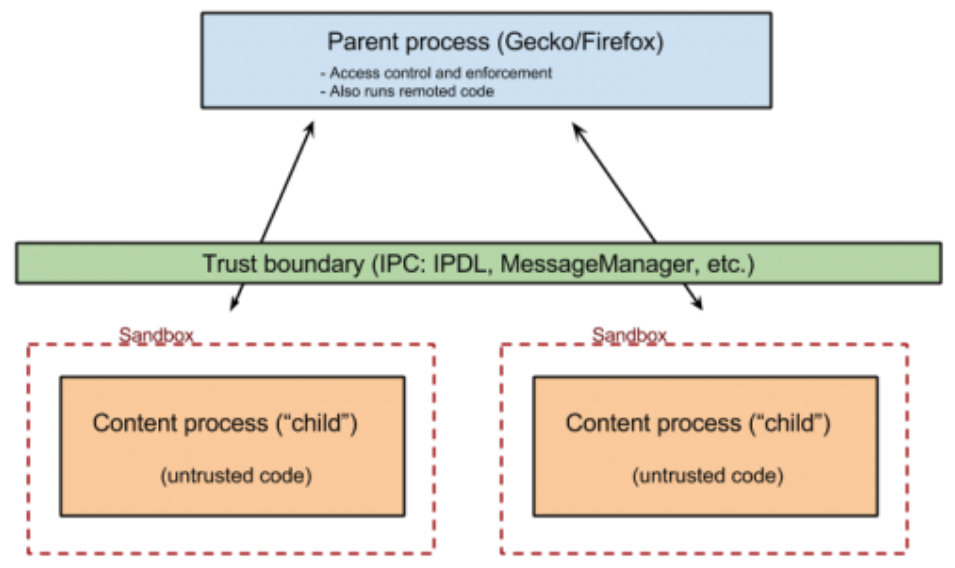 Parent process (Gecko/Firefox)
- Access control and enforcement
- Also runs remoted code
Trust boundary (IPC: IPDL, MessageManager, etc.)
Sandbox
Content process (“child”)
(untrusted code)
Sandbox
Content process (“child”)
(untrusted code)